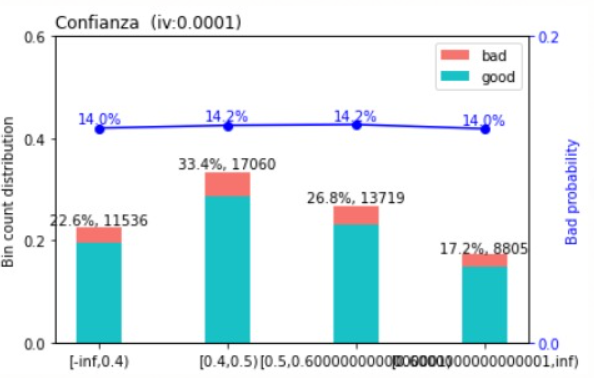 Confianza  (iv:0.0001)
0.6
0.4
0.2
0.0
Bin count distribution
bad
good
14.0%
14.2%
14.2%
14.0%
22.6%, 11536
33.4%, 17060
26.8%, 13719
17.2%, 8805
0.2
0.0
Bad probability
[-inf,0.4)
[0.4,0.5)